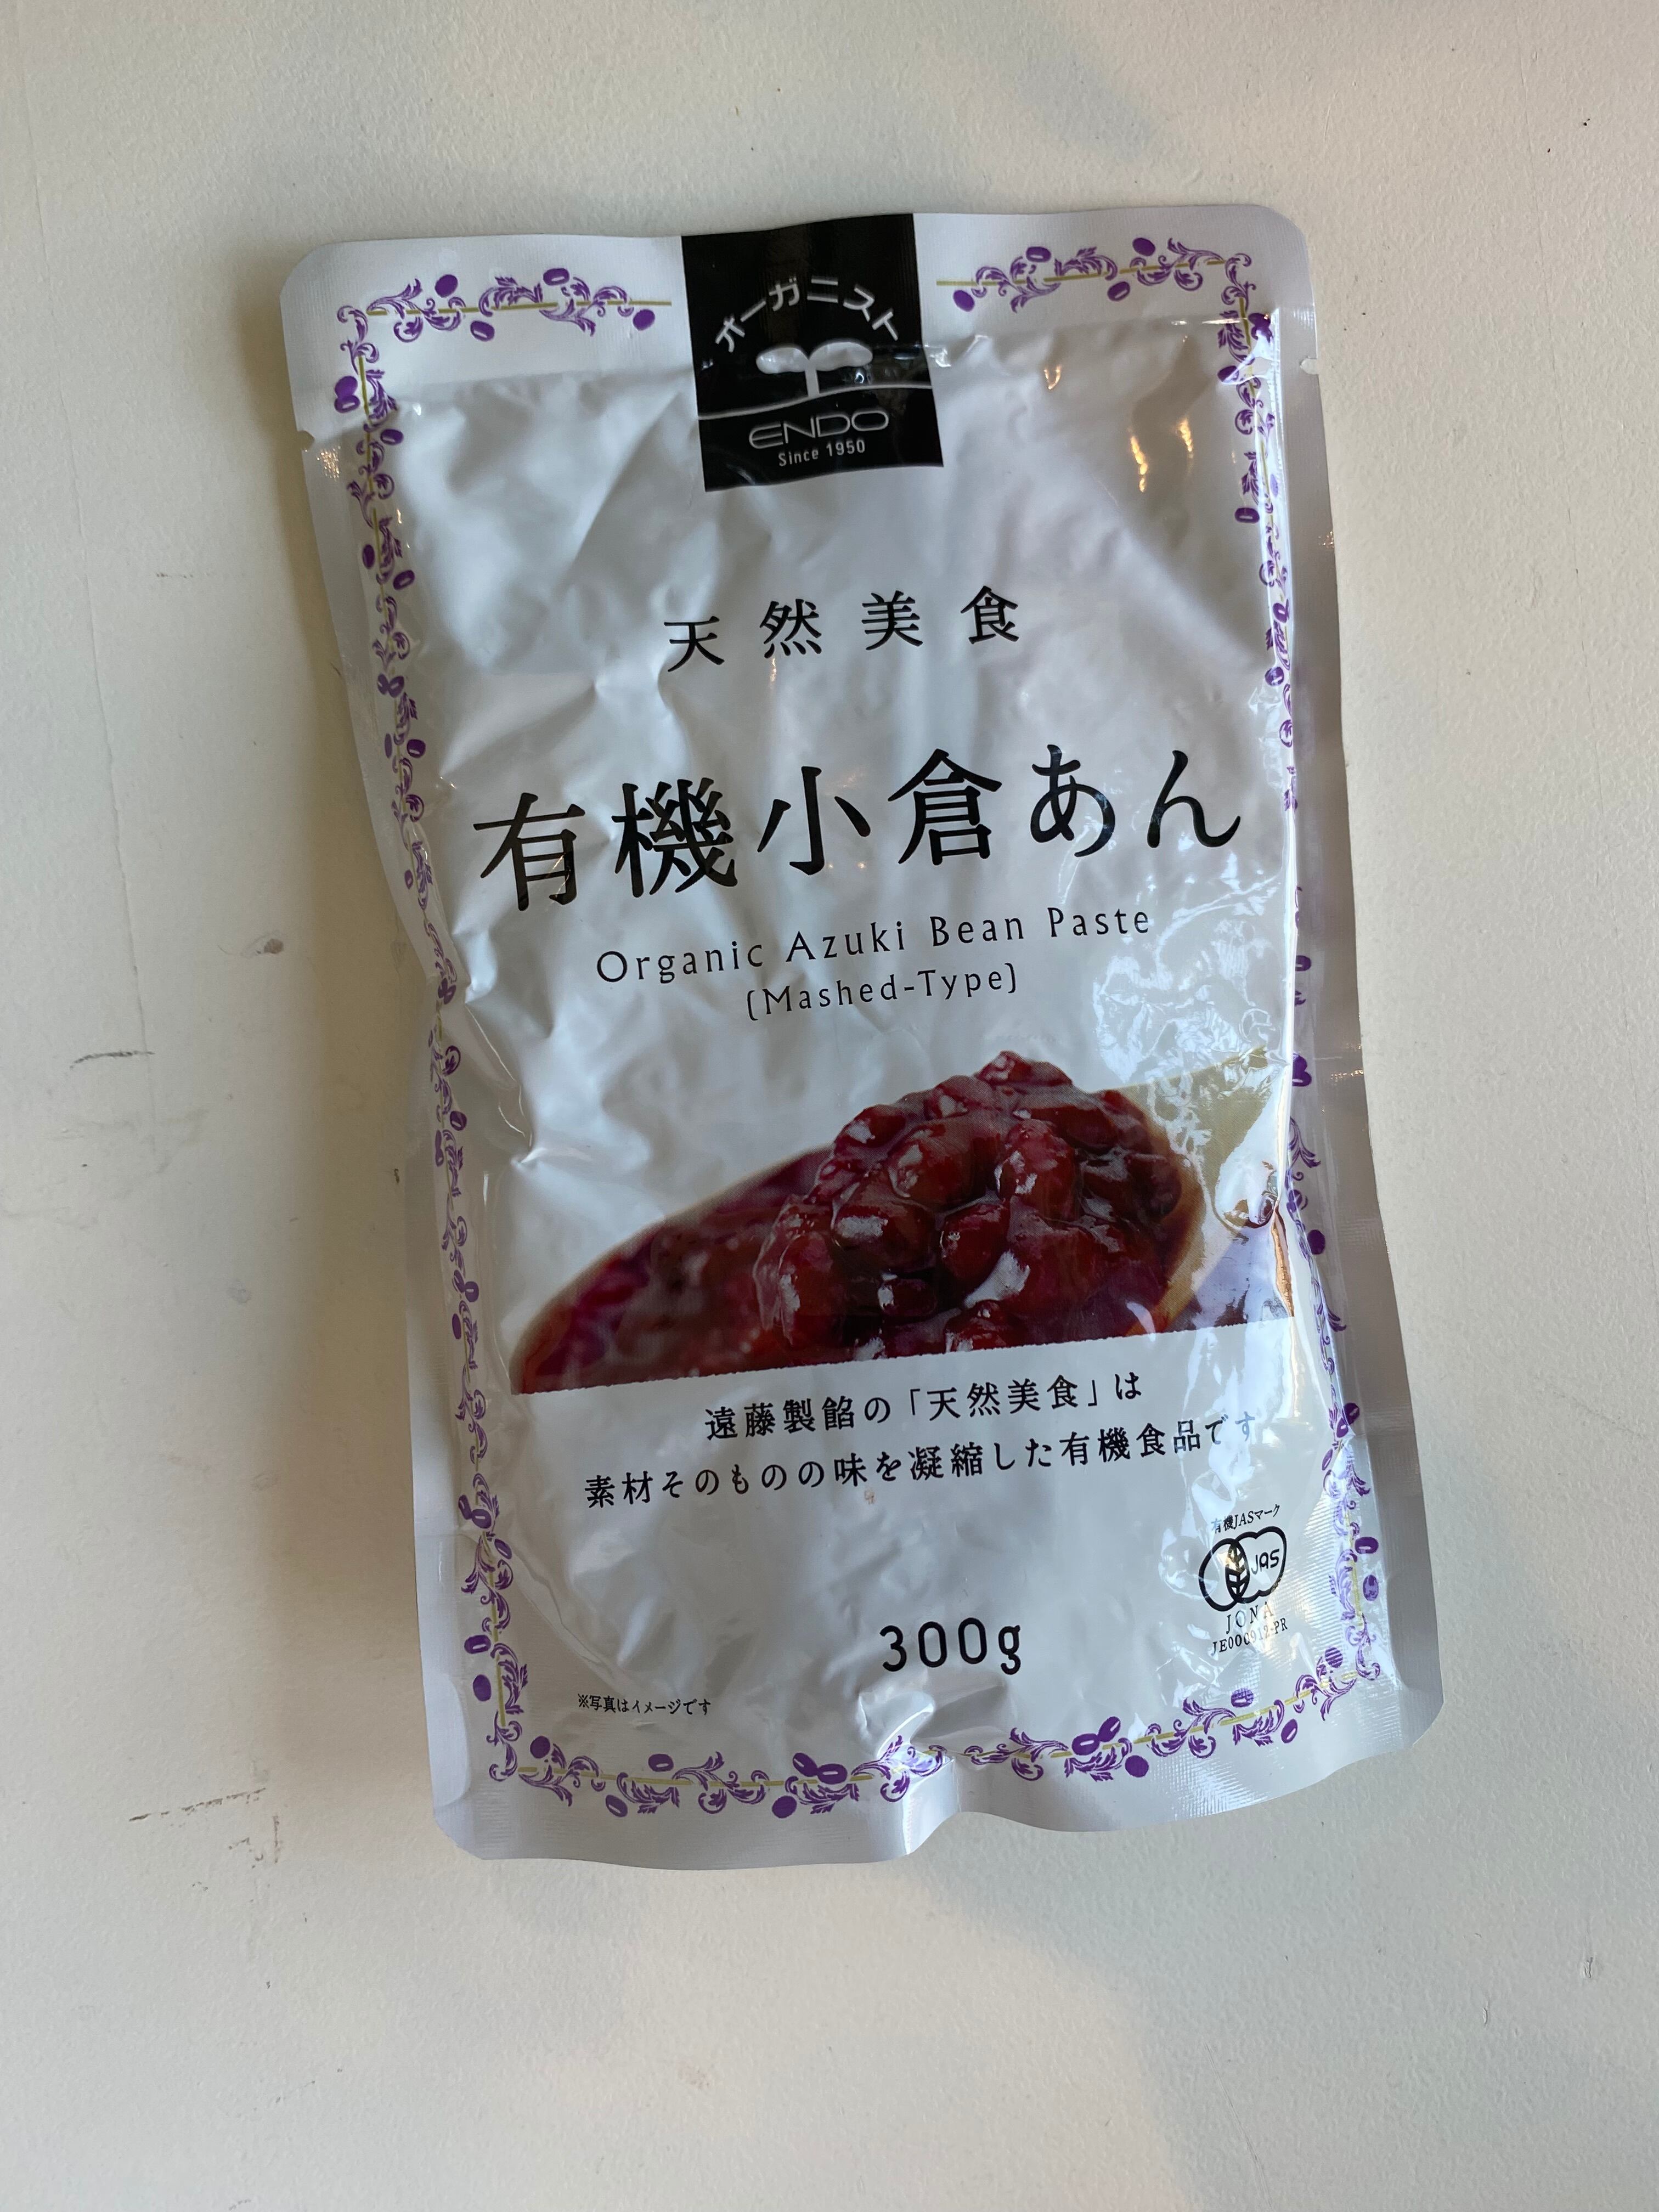 オーガニスト
ENDO
Since 1950
天然美食
有機小倉あん
Organic Azuki Bean Paste
(Mashed-Type)
遠藤製餡の「天然美食」は
素材そのものの味を凝縮した有機食品です
有機JASマーク
JAS
JONA
300g
※写真はイメージです